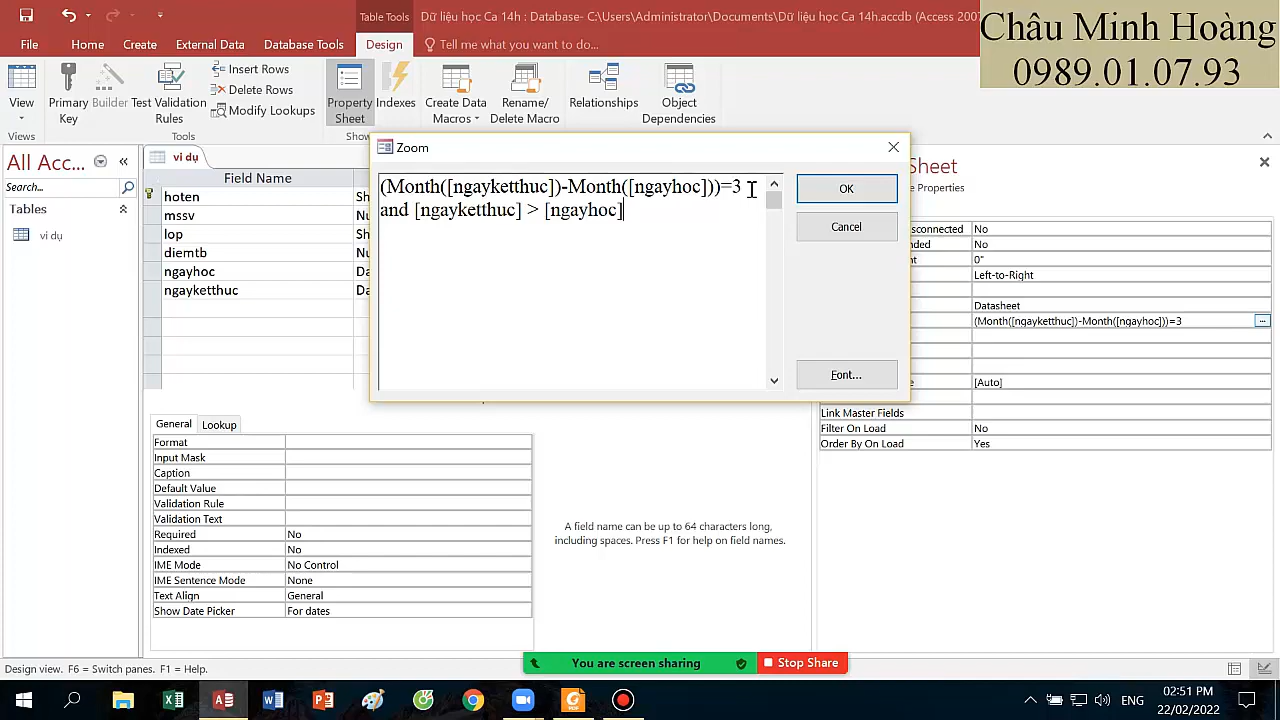 Table Tools
Dữ liệu học Ca 14h : Database- C:\Users\Administrator\Documents\Dữ liệu học Ca 14h.accdb (Access 2007
Châu Minh Hoàng
0989.01.07.93
File
Home
Create
External Data
Database Tools
Design
Tell me what you want to do...
View
Primary Key
Builder
Test Validation Rules
Insert Rows
Delete Rows
Modify Lookups
Property Sheet
Indexes
Create Data Macros
Rename/ Delete Macro
Relationships
Object Dependencies
Views
Tools
Show
All Acc...
Search...
Tables
ví dụ
ví dụ
Field Name
hoten
Sh
mssv
Nu
lop
Sh
diemtb
Nu
ngayhoc
Da
ngayketthuc
Da
Zoom
(Month([ngayketthuc])-Month([ngayhoc]))=3
and [ngayketthuc] > [ngayhoc]
OK
Cancel
Font...
Sheet
e Properties
sconnected
No
nded
No
nt
0"
Left-to-Right
Datasheet
(Month([ngayketthuc])-Month([ngayhoc]))=3
...
e
[Auto]
Link Master Fields
Filter On Load
No
Order By On Load
Yes
General
Lookup
Format
Input Mask
Caption
Default Value
Validation Rule
Validation Text
Required
No
Indexed
No
IME Mode
No Control
IME Sentence Mode
None
Text Align
General
Show Date Picker
For dates
A field name can be up to 64 characters long,
including spaces. Press F1 for help on field names.
Design view. F6 = Switch panes. F1 = Help.
You are screen sharing
Stop Share
ENG
02:51 PM
22/02/2022